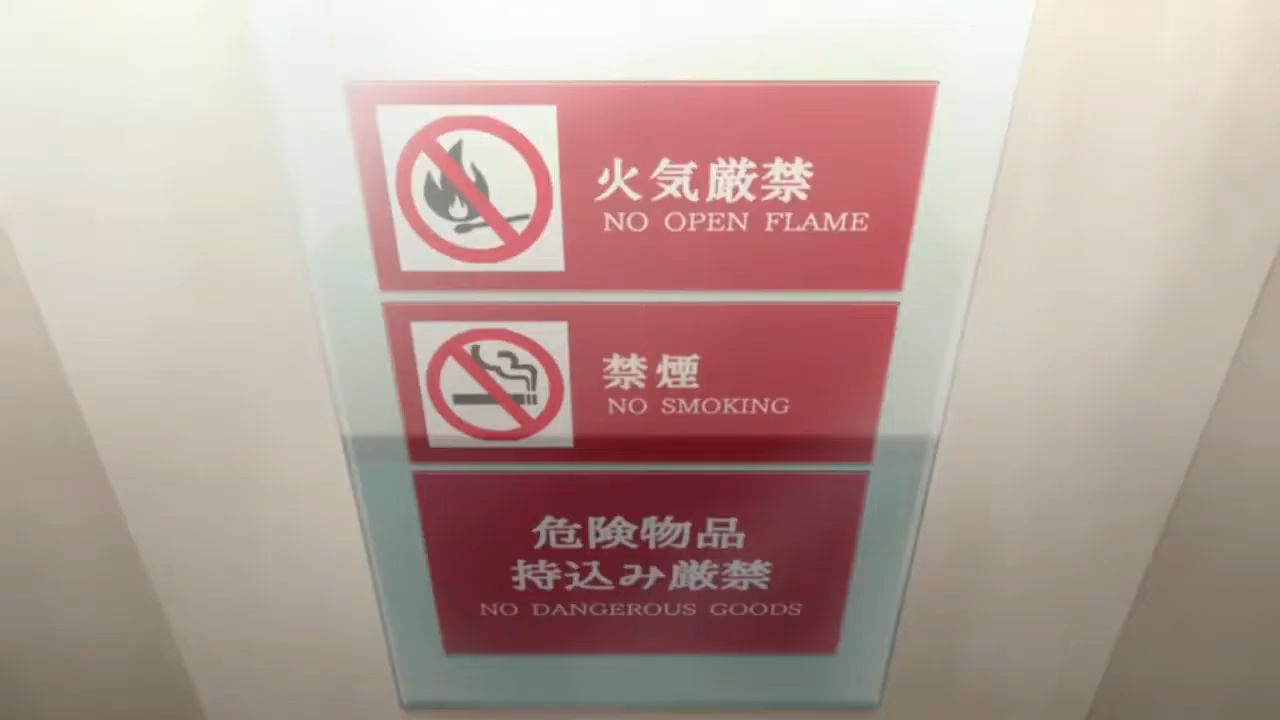 火気厳禁
NO OPEN FLAME
禁煙
NO SMOKING
危険物品
持込み厳禁
NO DANGEROUS GOODS